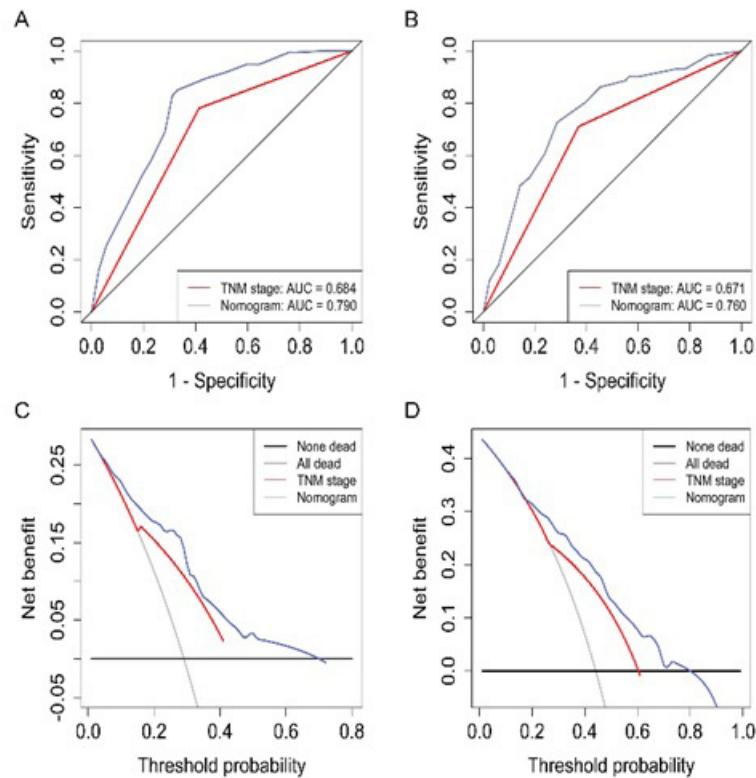 A
Sensitivity
0.0 0.2 0.4 0.6 0.8 1.0
TNM stage: AUC = 0.684
Nomogram: AUC = 0.790
0.0 0.2 0.4 0.6 0.8 1.0
1 - Specificity
B
Sensitivity
0.0 0.2 0.4 0.6 0.8 1.0
TNM stage: AUC = 0.671
Nomogram: AUC = 0.760
0.0 0.2 0.4 0.6 0.8 1.0
1 - Specificity
C
Net benefit
-0.05 0.05 0.15 0.25
None dead
All dead
TNM stage
Nomogram
0.0 0.2 0.4 0.6 0.8
Threshold probability
D
Net benefit
0.0 0.1 0.2 0.3 0.4
None dead
All dead
TNM stage
Nomogram
0.0 0.2 0.4 0.6 0.8 1.0
Threshold probability